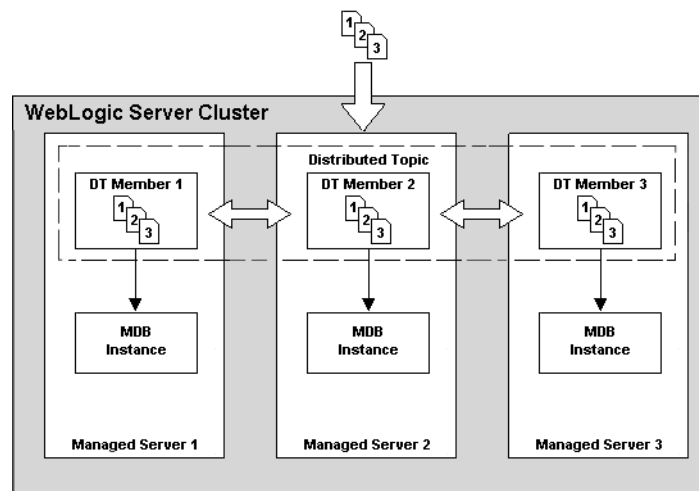 1
2
3
WebLogic Server Cluster
Distributed Topic
DT Member 1
1
2
3
DT Member 2
1
2
3
DT Member 3
1
2
3
MDB
Instance
MDB
Instance
MDB
Instance
Managed Server 1
Managed Server 2
Managed Server 3